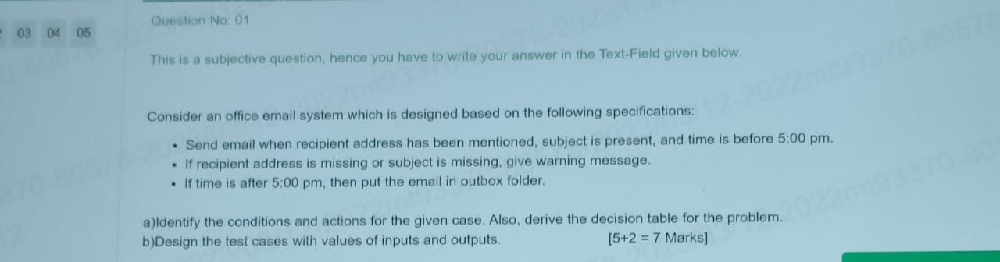 03 04 05
Question No. 01
This is a subjective question, hence you have to write your answer in the Text-Field given below.
Consider an office email system which is designed based on the following specifications:
• Send email when recipient address has been mentioned, subject is present, and time is before 5:00 pm.
• If recipient address is missing or subject is missing, give warning message.
• If time is after 5:00 pm, then put the email in outbox folder.
a)Identify the conditions and actions for the given case. Also, derive the decision table for the problem.
b)Design the test cases with values of inputs and outputs. [5+2 = 7 Marks]